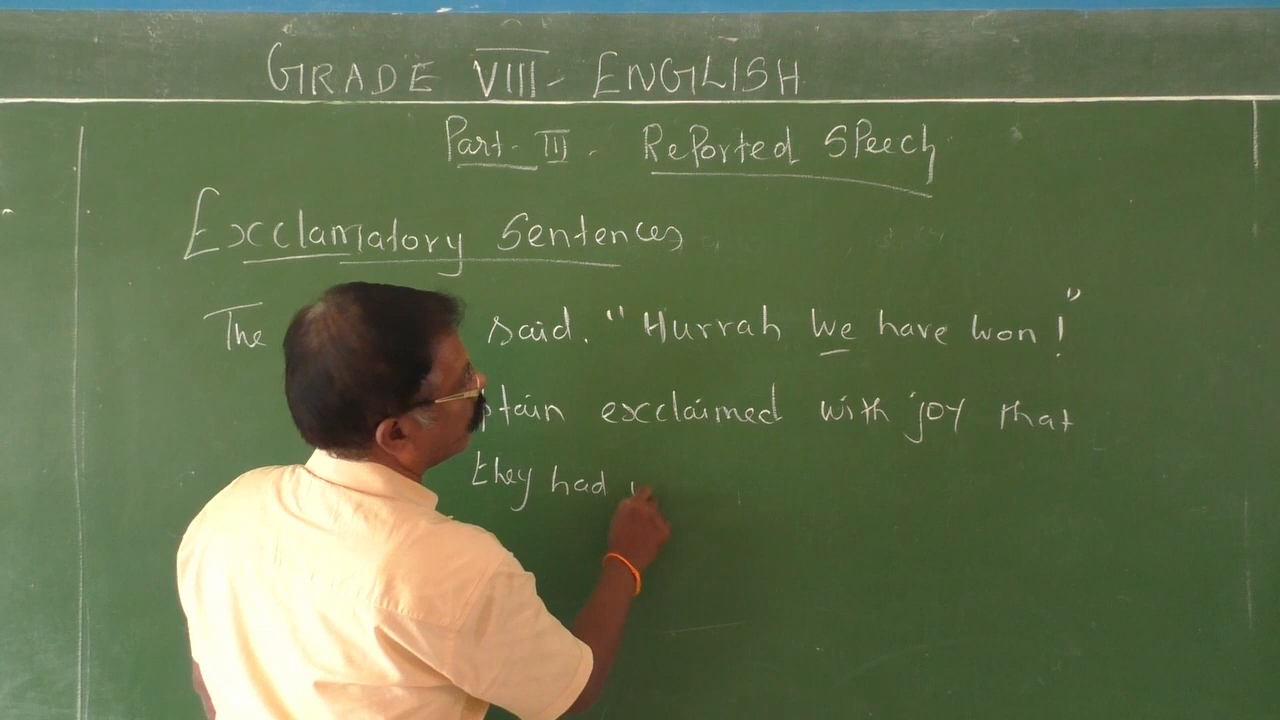 GRADE VIII - ENGLISH
Part - III - Reported Speech
Exclamatory Sentences
The said. "Hurrah We have won!"
exclaimed with joy that
they had